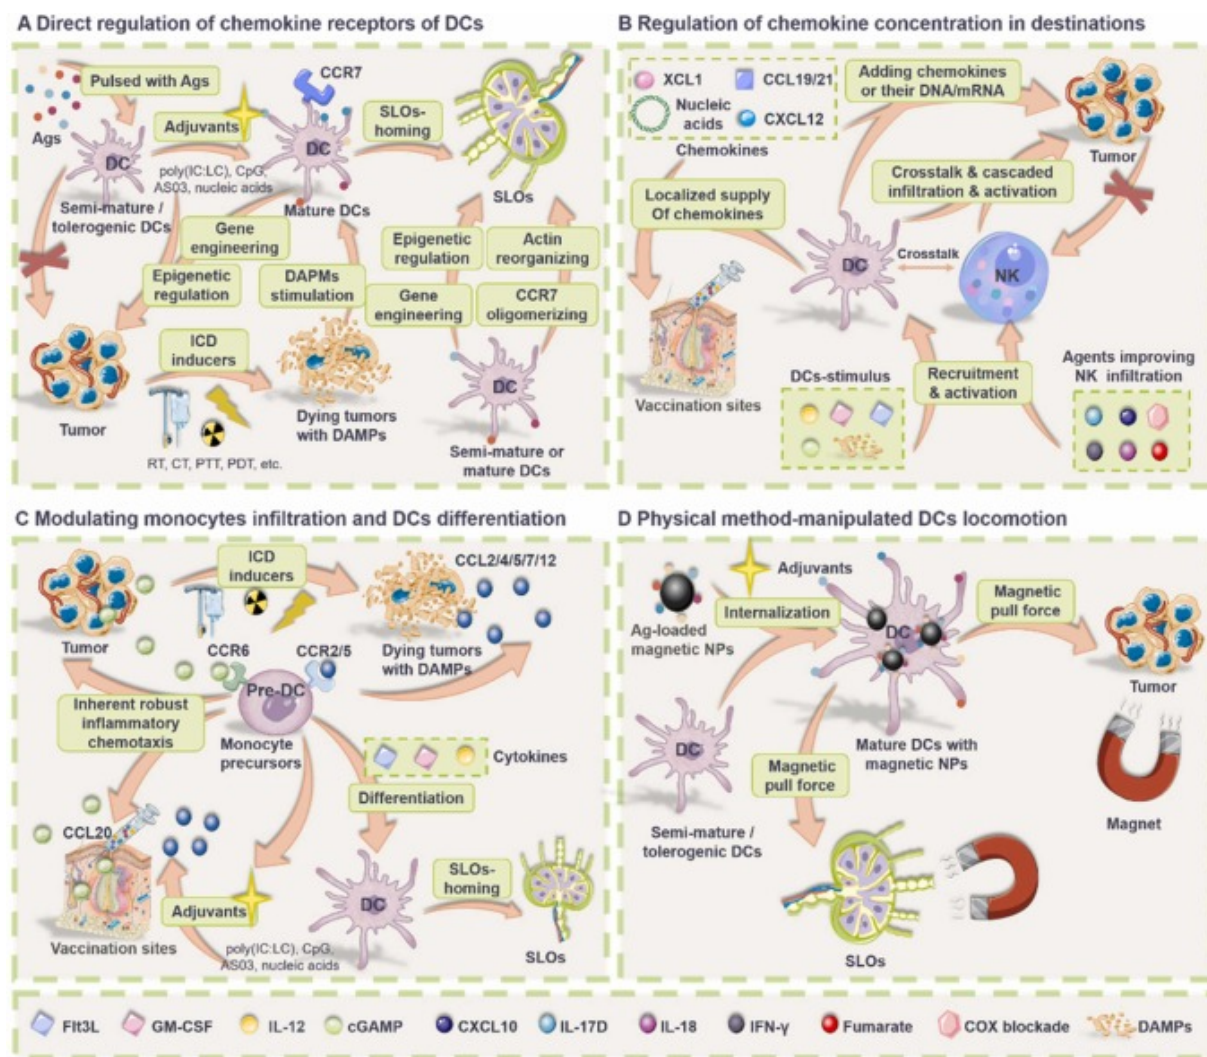 A Direct regulation of chemokine receptors of DCs
Pulsed with Ags
CCR7
Ags
Adjuvants
SLOs-
homing
DC
DC
poly(IC:LC), CpG,
AS03, nucleic acids
Semi-mature /
tolerogenic DCs
Mature DCs
SLOs
Gene
engineering
Epigenetic
regulation
Actin
reorganizing
Epigenetic
regulation
DAPMs
stimulation
Gene
engineering
CCR7
oligomerizing
ICD
inducers
DC
Tumor
Dying tumors
with DAMPs
RT, CT, PTT, PDT, etc.
Semi-mature or
mature DCs
B Regulation of chemokine concentration in destinations
XCL1
CCL19/21
Nucleic
acids
CXCL12
Chemokines
Adding chemokines
or their DNA/mRNA
Tumor
Localized supply
Of chemokines
Crosstalk & cascaded
infiltration & activation
DC
Crosstalk
NK
Vaccination sites
DCs-stimulus
Recruitment
& activation
Agents improving
NK infiltration
C Modulating monocytes infiltration and DCs differentiation
ICD
inducers
CCL2/4/5/7/12
Tumor
CCR6
CCR2/5
Dying tumors
with DAMPs
Pre-DC
Inherent robust
inflammatory
chemotaxis
Monocyte
precursors
Cytokines
Differentiation
CCL20
SLOs-
homing
Adjuvants
DC
Vaccination sites
poly(IC:LC), CpG,
AS03, nucleic acids
SLOs
D Physical method-manipulated DCs locomotion
Adjuvants
Internalization
Magnetic
pull force
Ag-loaded
magnetic NPs
DC
Tumor
DC
Mature DCs with
magnetic NPs
Magnetic
pull force
Semi-mature /
tolerogenic DCs
Magnet
SLOs
Flt3L
GM-CSF
IL-12
cGAMP
CXCL10
IL-17D
IL-18
IFN-γ
Fumarate
COX blockade
DAMPs